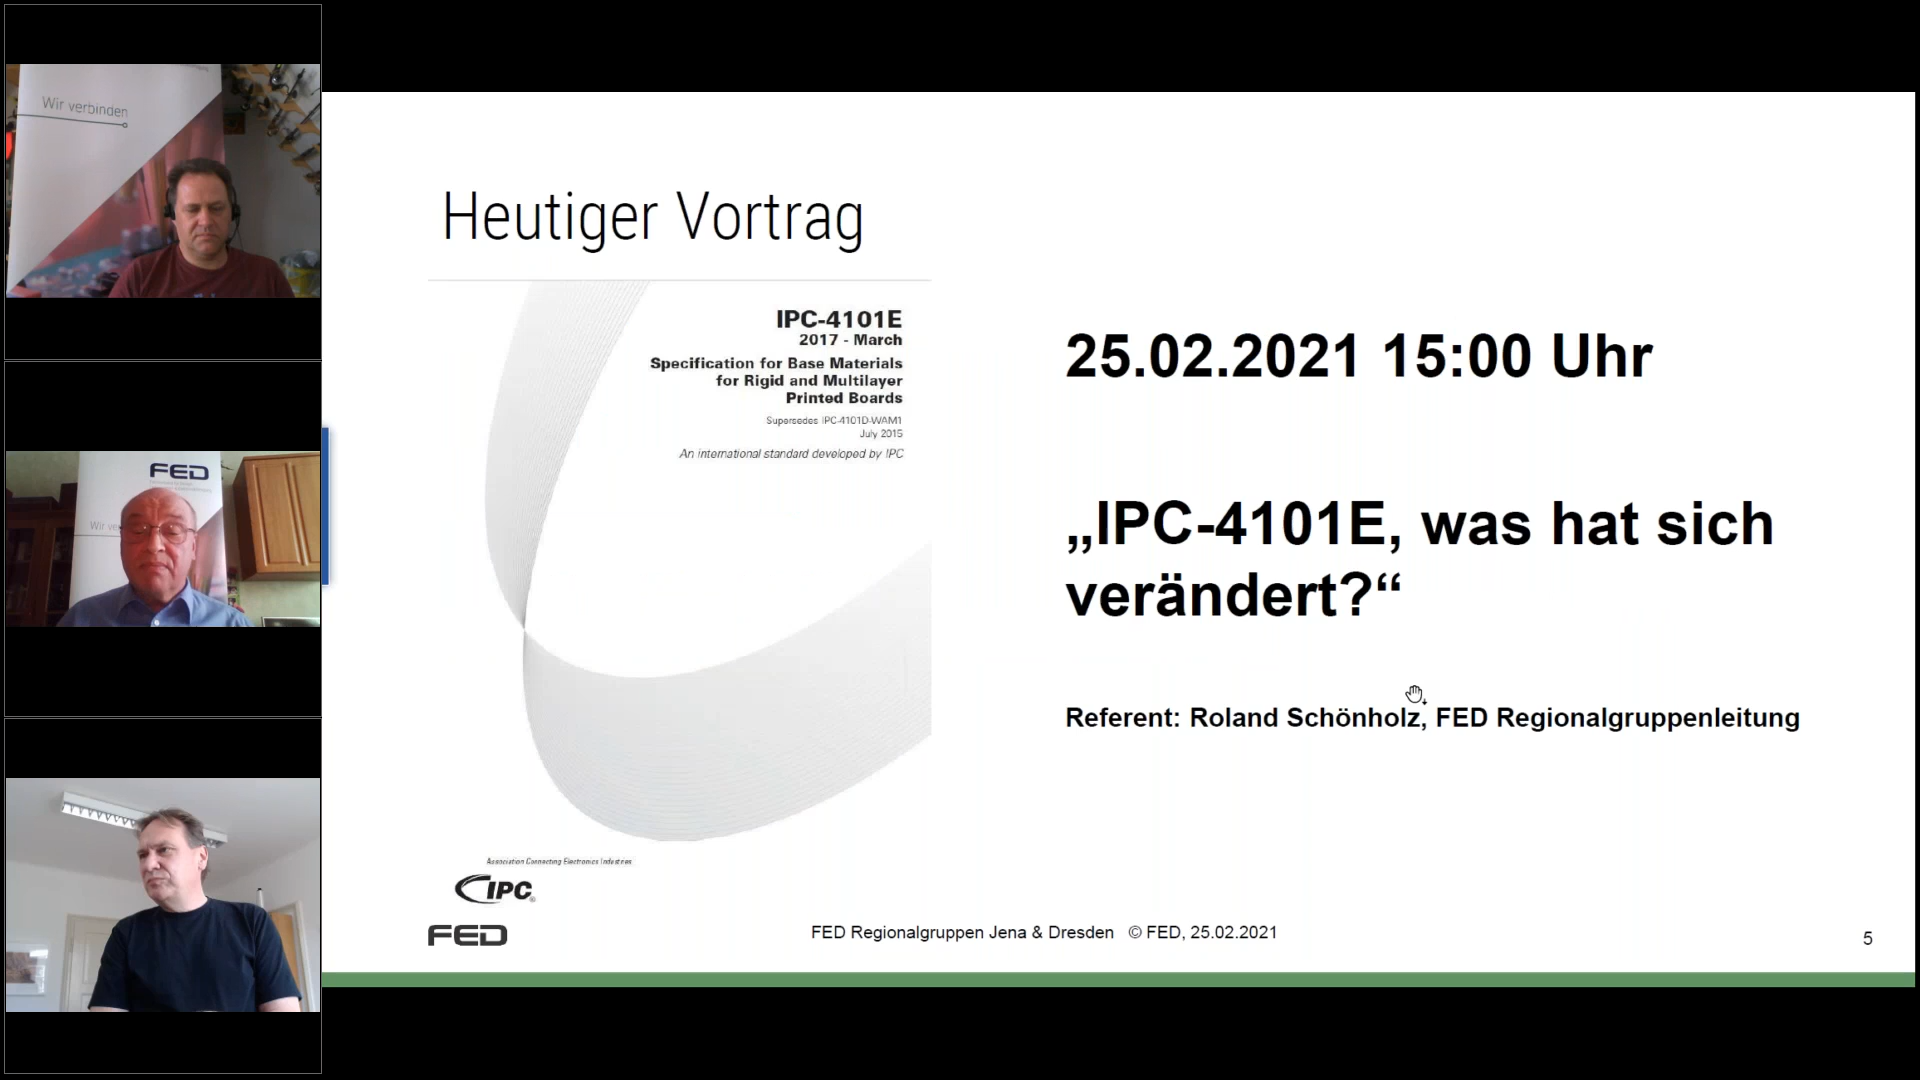 Wir verbinden
FED
Wir ve
Heutiger Vortrag
IPC-4101E
2017 - March
Specification for Base Materials
for Rigid and Multilayer
Printed Boards
Supersedes IPC-4101D-WAM1
July 2015
An international standard developed by IPC
25.02.2021 15:00 Uhr
„IPC-4101E, was hat sich
verändert?“
Referent: Roland Schönholz, FED Regionalgruppenleitung
Association Connecting Electronics Industries
IPC®
FED
FED Regionalgruppen Jena & Dresden © FED, 25.02.2021
5